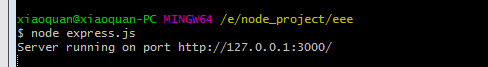 xiaoquan@xiaoquan-PC MINGW64 /e/node_project/eee
$ node express.js
Server running on port http://127.0.0.1:3000/